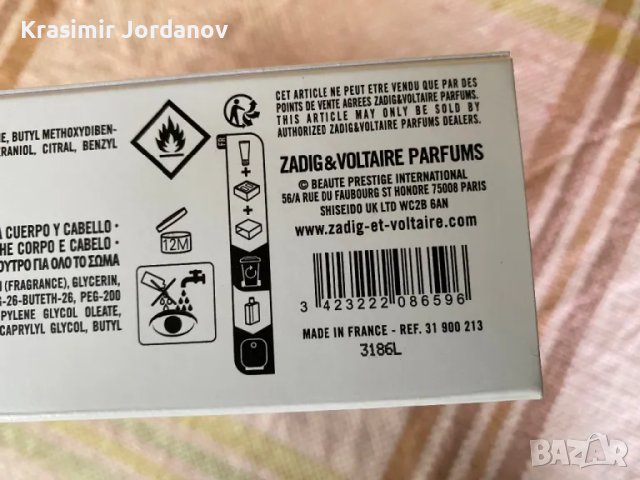 Krasimir Jordanov
CET ARTICLE NE PEUT ETRE VENDU QUE PAR DES
POINTS DE VENTE AGREES ZADIG&VOLTAIRE PARFUMS.
THIS ARTICLE MAY ONLY BE SOLD BY
AUTHORIZED ZADIG&VOLTAIRE PARFUMS DEALERS.
BUTYL METHOXYDIBEN-
CITRAL, BENZYL
ZADIG&VOLTAIRE PARFUMS
© BEAUTE PRESTIGE INTERNATIONAL
56/A RUE DU FAUBOURG ST HONORE 75008 PARIS
SHISEIDO UK LTD WC2B 6AN
www.zadig-et-voltaire.com
CUERPO Y CABELLO •
CORPO E CABELO •
ΓΙΑ ΟΛΟ ΤΟ ΣΩΜΑ
12M
(FRAGRANCE), GLYCERIN,
-26-BUTETH-26, PEG-200
GLYCOL OLEATE,
CAPRYLYL GLYCOL, BUTYL
3 423222 086596
MADE IN FRANCE - REF. 31 900 213
3186L
BAZAR